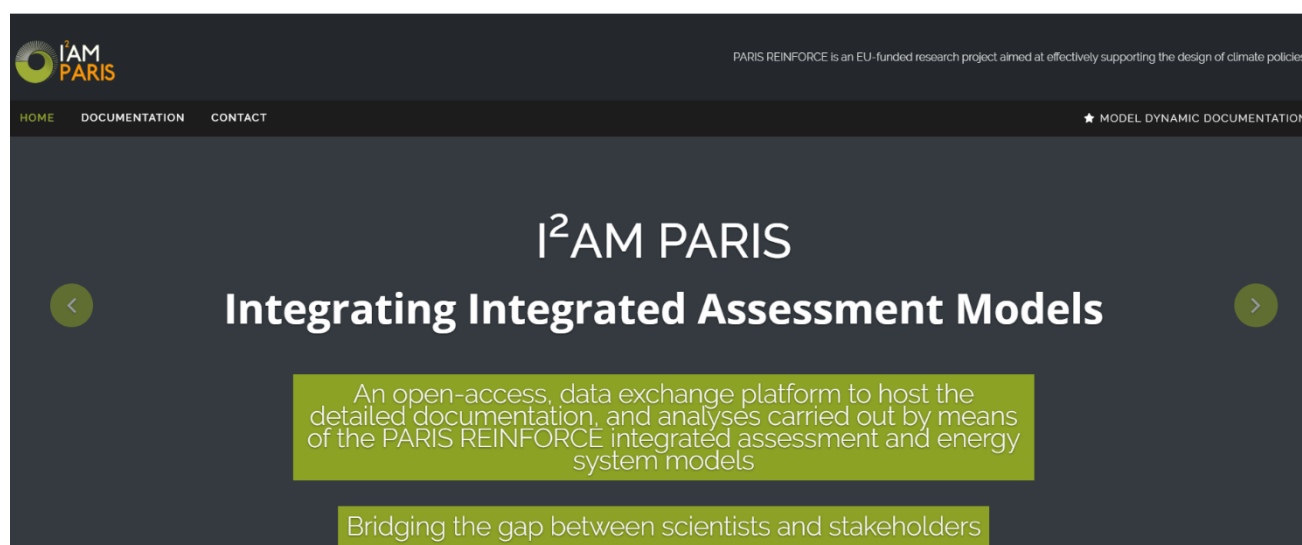 I²AM
PARIS
PARIS REINFORCE is an EU-funded research project aimed at effectively supporting the design of climate policies
HOME DOCUMENTATION CONTACT
★ MODEL DYNAMIC DOCUMENTATION
I²AM PARIS
Integrating Integrated Assessment Models
An open-access, data exchange platform to host the
detailed documentation, and analyses carried out by means
of the PARIS REINFORCE integrated assessment and energy
system models
Bridging the gap between scientists and stakeholders